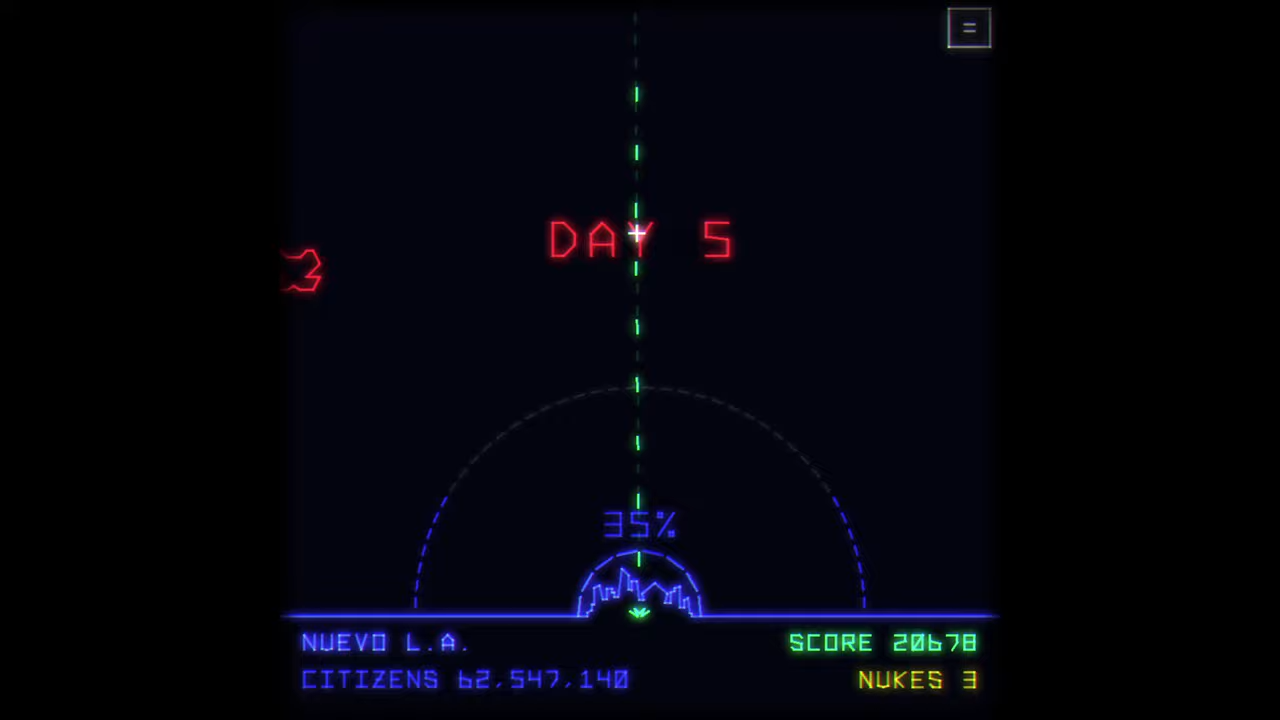 DAY 5
35%
NUEVO L.A.
SCORE 20678
CITIZENS 62,547,140
NUKES 3